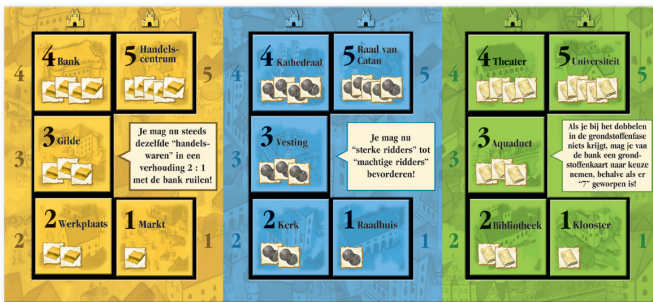 4 Bank
5 Handels-
centrum
4
5
3 Gilde
3
Je mag nu steeds
dezelfde "handels-
waren" in een
verhouding 2 : 1
met de bank ruilen!
2 Werkplaats
1 Markt
2
1
4 Kathedraal
5 Raad van
Catan
4
5
3 Vesting
3
Je mag nu
"sterke ridders" tot
"machtige ridders"
bevorderen!
2 Kerk
1 Raadhuis
2
1
4 Theater
5 Universiteit
4
5
3 Aquaduct
3
Als je bij het dobbelen
in de grondstoffenfase
niets krijgt, mag je van
de bank een grond-
stoffenkaart naar keuze
nemen, behalve als er
"7" geworpen is!
2 Bibliotheek
1 Klooster
2
1